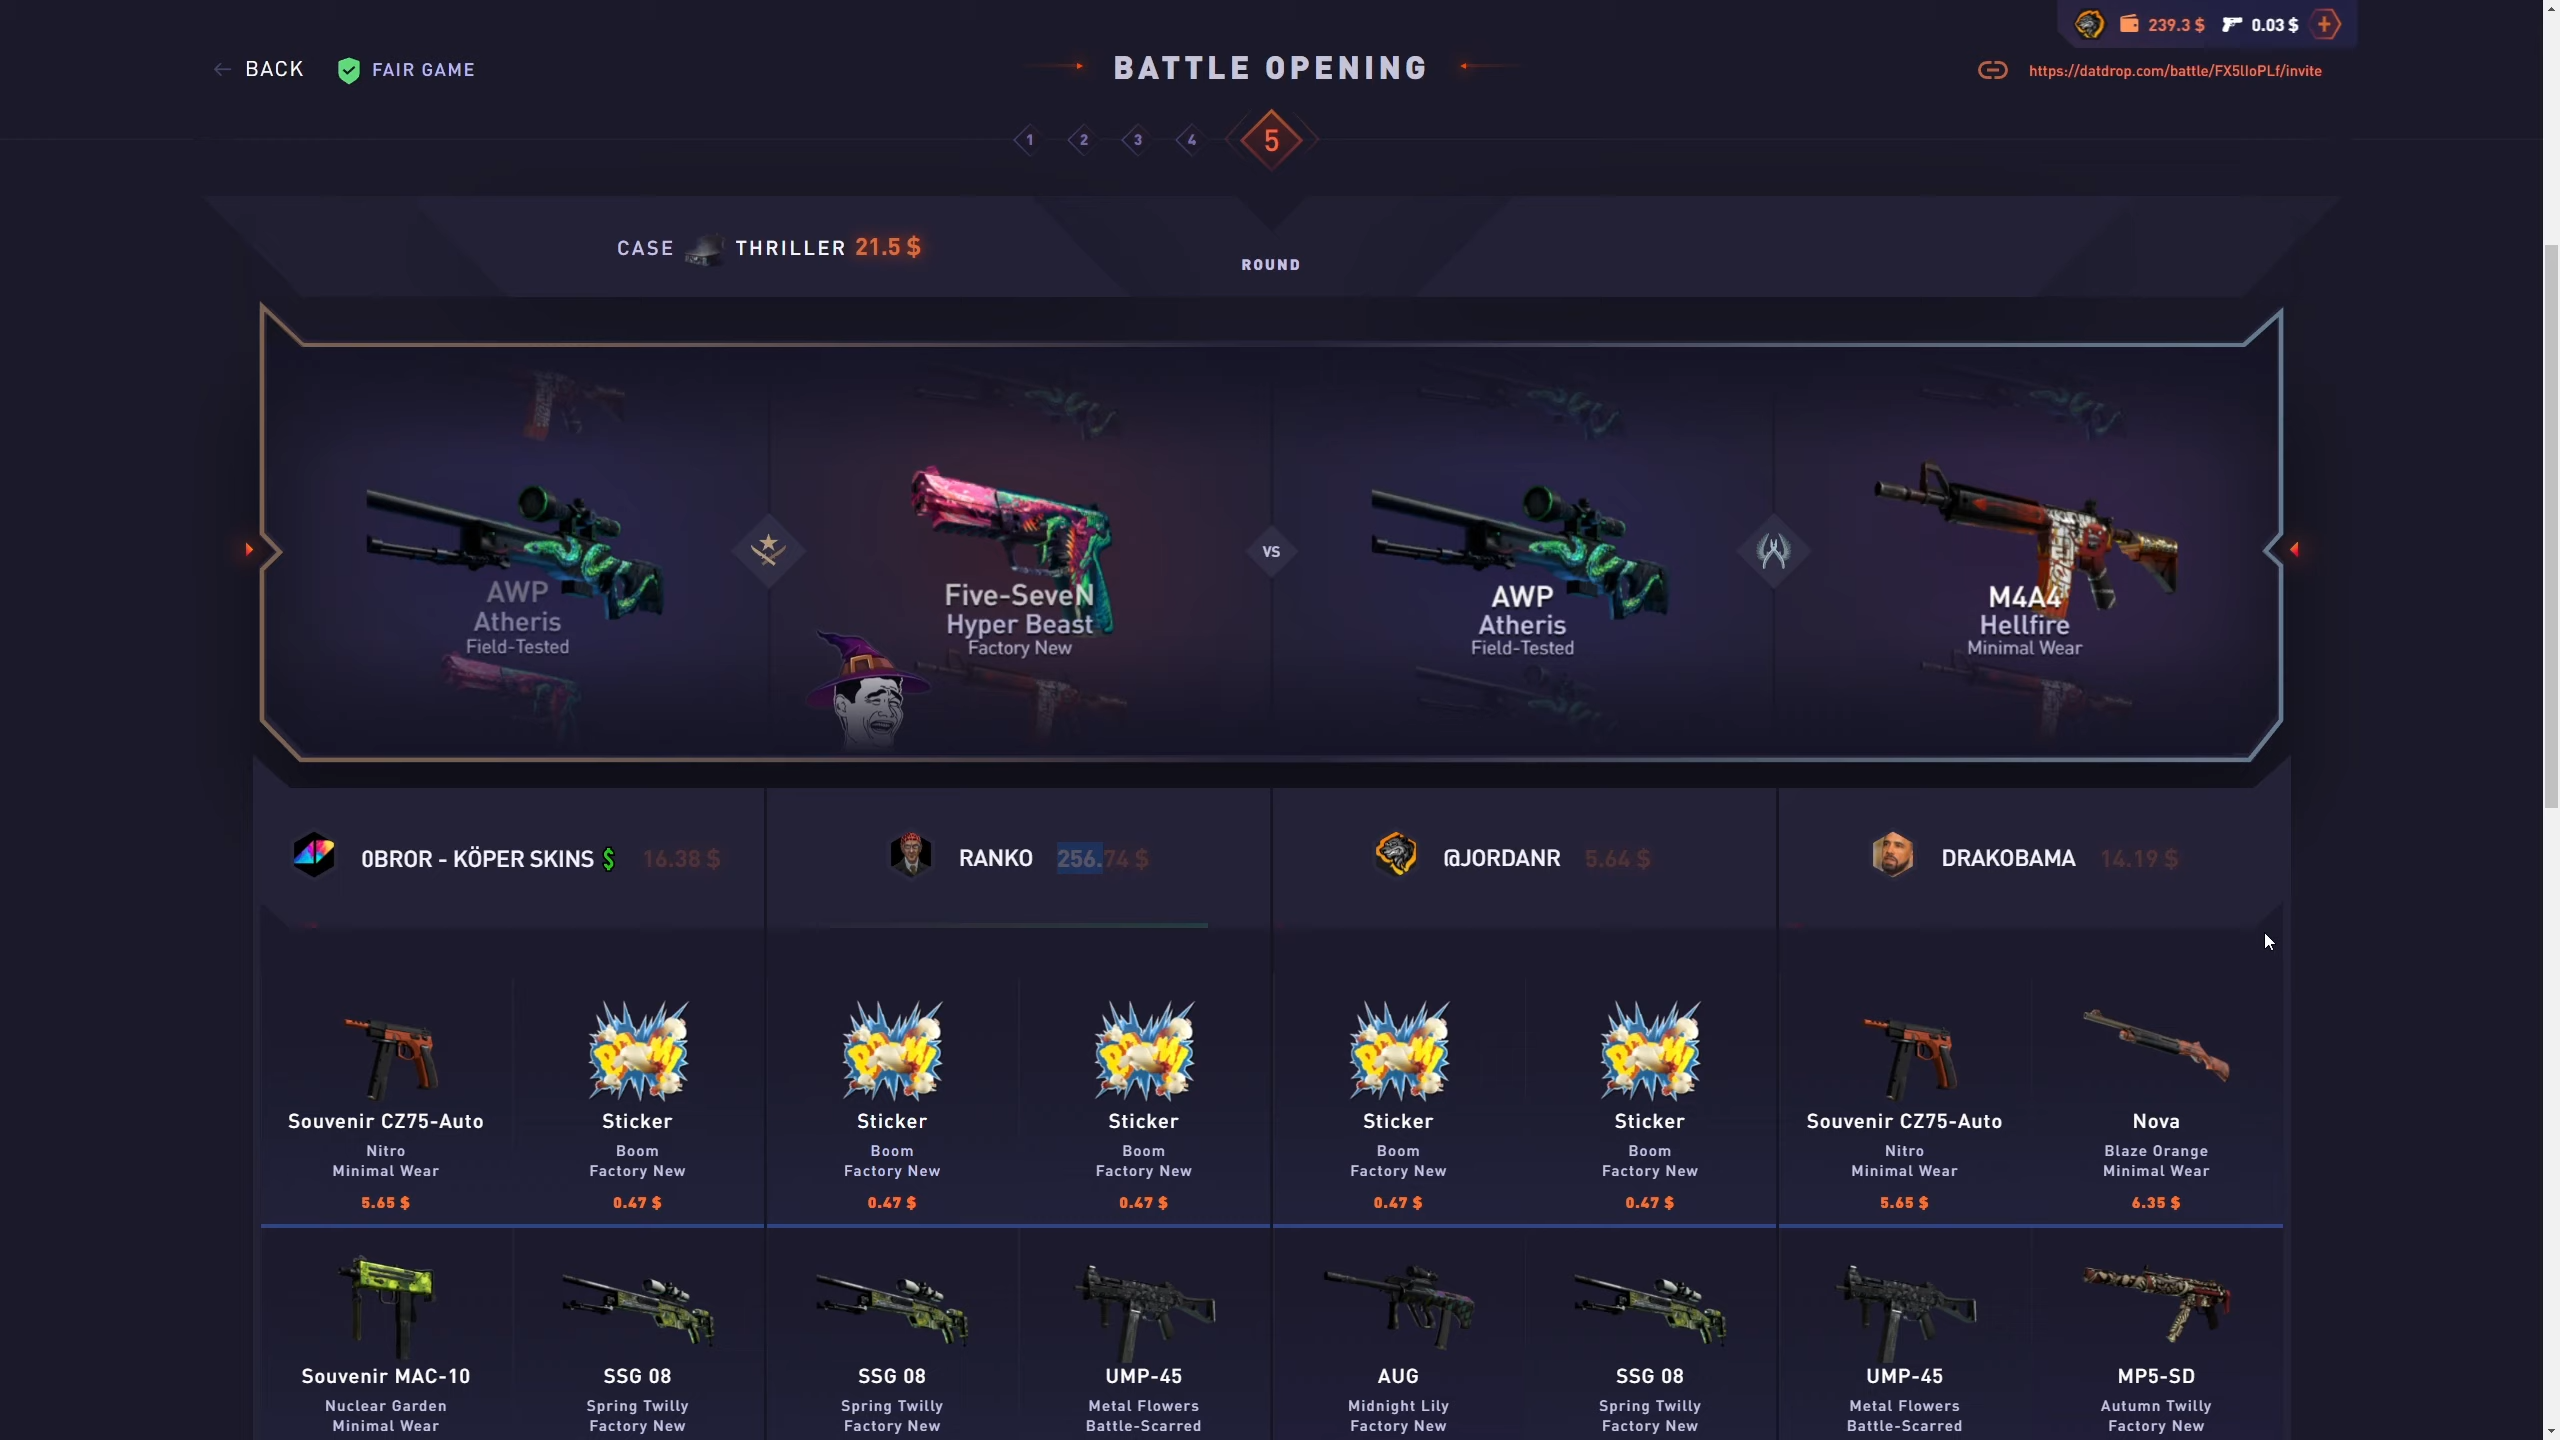 239.3 $ 0.03 $
BACK
FAIR GAME
BATTLE OPENING
https://datdrop.com/battle/FX5lIoPLf/invite
1 2 3 4 5
CASE THRILLER 21.5 $
ROUND
AWP
Atheris
Field-Tested
Five-SeveN
Hyper Beast
Factory New
VS
AWP
Atheris
Field-Tested
M4A4
Hellfire
Minimal Wear
0BROR - KÖPER SKINS $ 16.38 $
RANKO 256.74 $
@JORDANR 5.64 $
DRAKOBAMA 14.19 $
Souvenir CZ75-Auto
Nitro
Minimal Wear
5.65 $
BOOM!
Sticker
Boom
Factory New
0.47 $
BOOM!
Sticker
Boom
Factory New
0.47 $
BOOM!
Sticker
Boom
Factory New
0.47 $
BOOM!
Sticker
Boom
Factory New
0.47 $
BOOM!
Sticker
Boom
Factory New
0.47 $
Souvenir CZ75-Auto
Nitro
Minimal Wear
5.65 $
Nova
Blaze Orange
Minimal Wear
6.35 $
Souvenir MAC-10
Nuclear Garden
Minimal Wear
SSG 08
Spring Twilly
Factory New
SSG 08
Spring Twilly
Factory New
UMP-45
Metal Flowers
Battle-Scarred
AUG
Midnight Lily
Factory New
SSG 08
Spring Twilly
Factory New
UMP-45
Metal Flowers
Battle-Scarred
MP5-SD
Autumn Twilly
Factory New